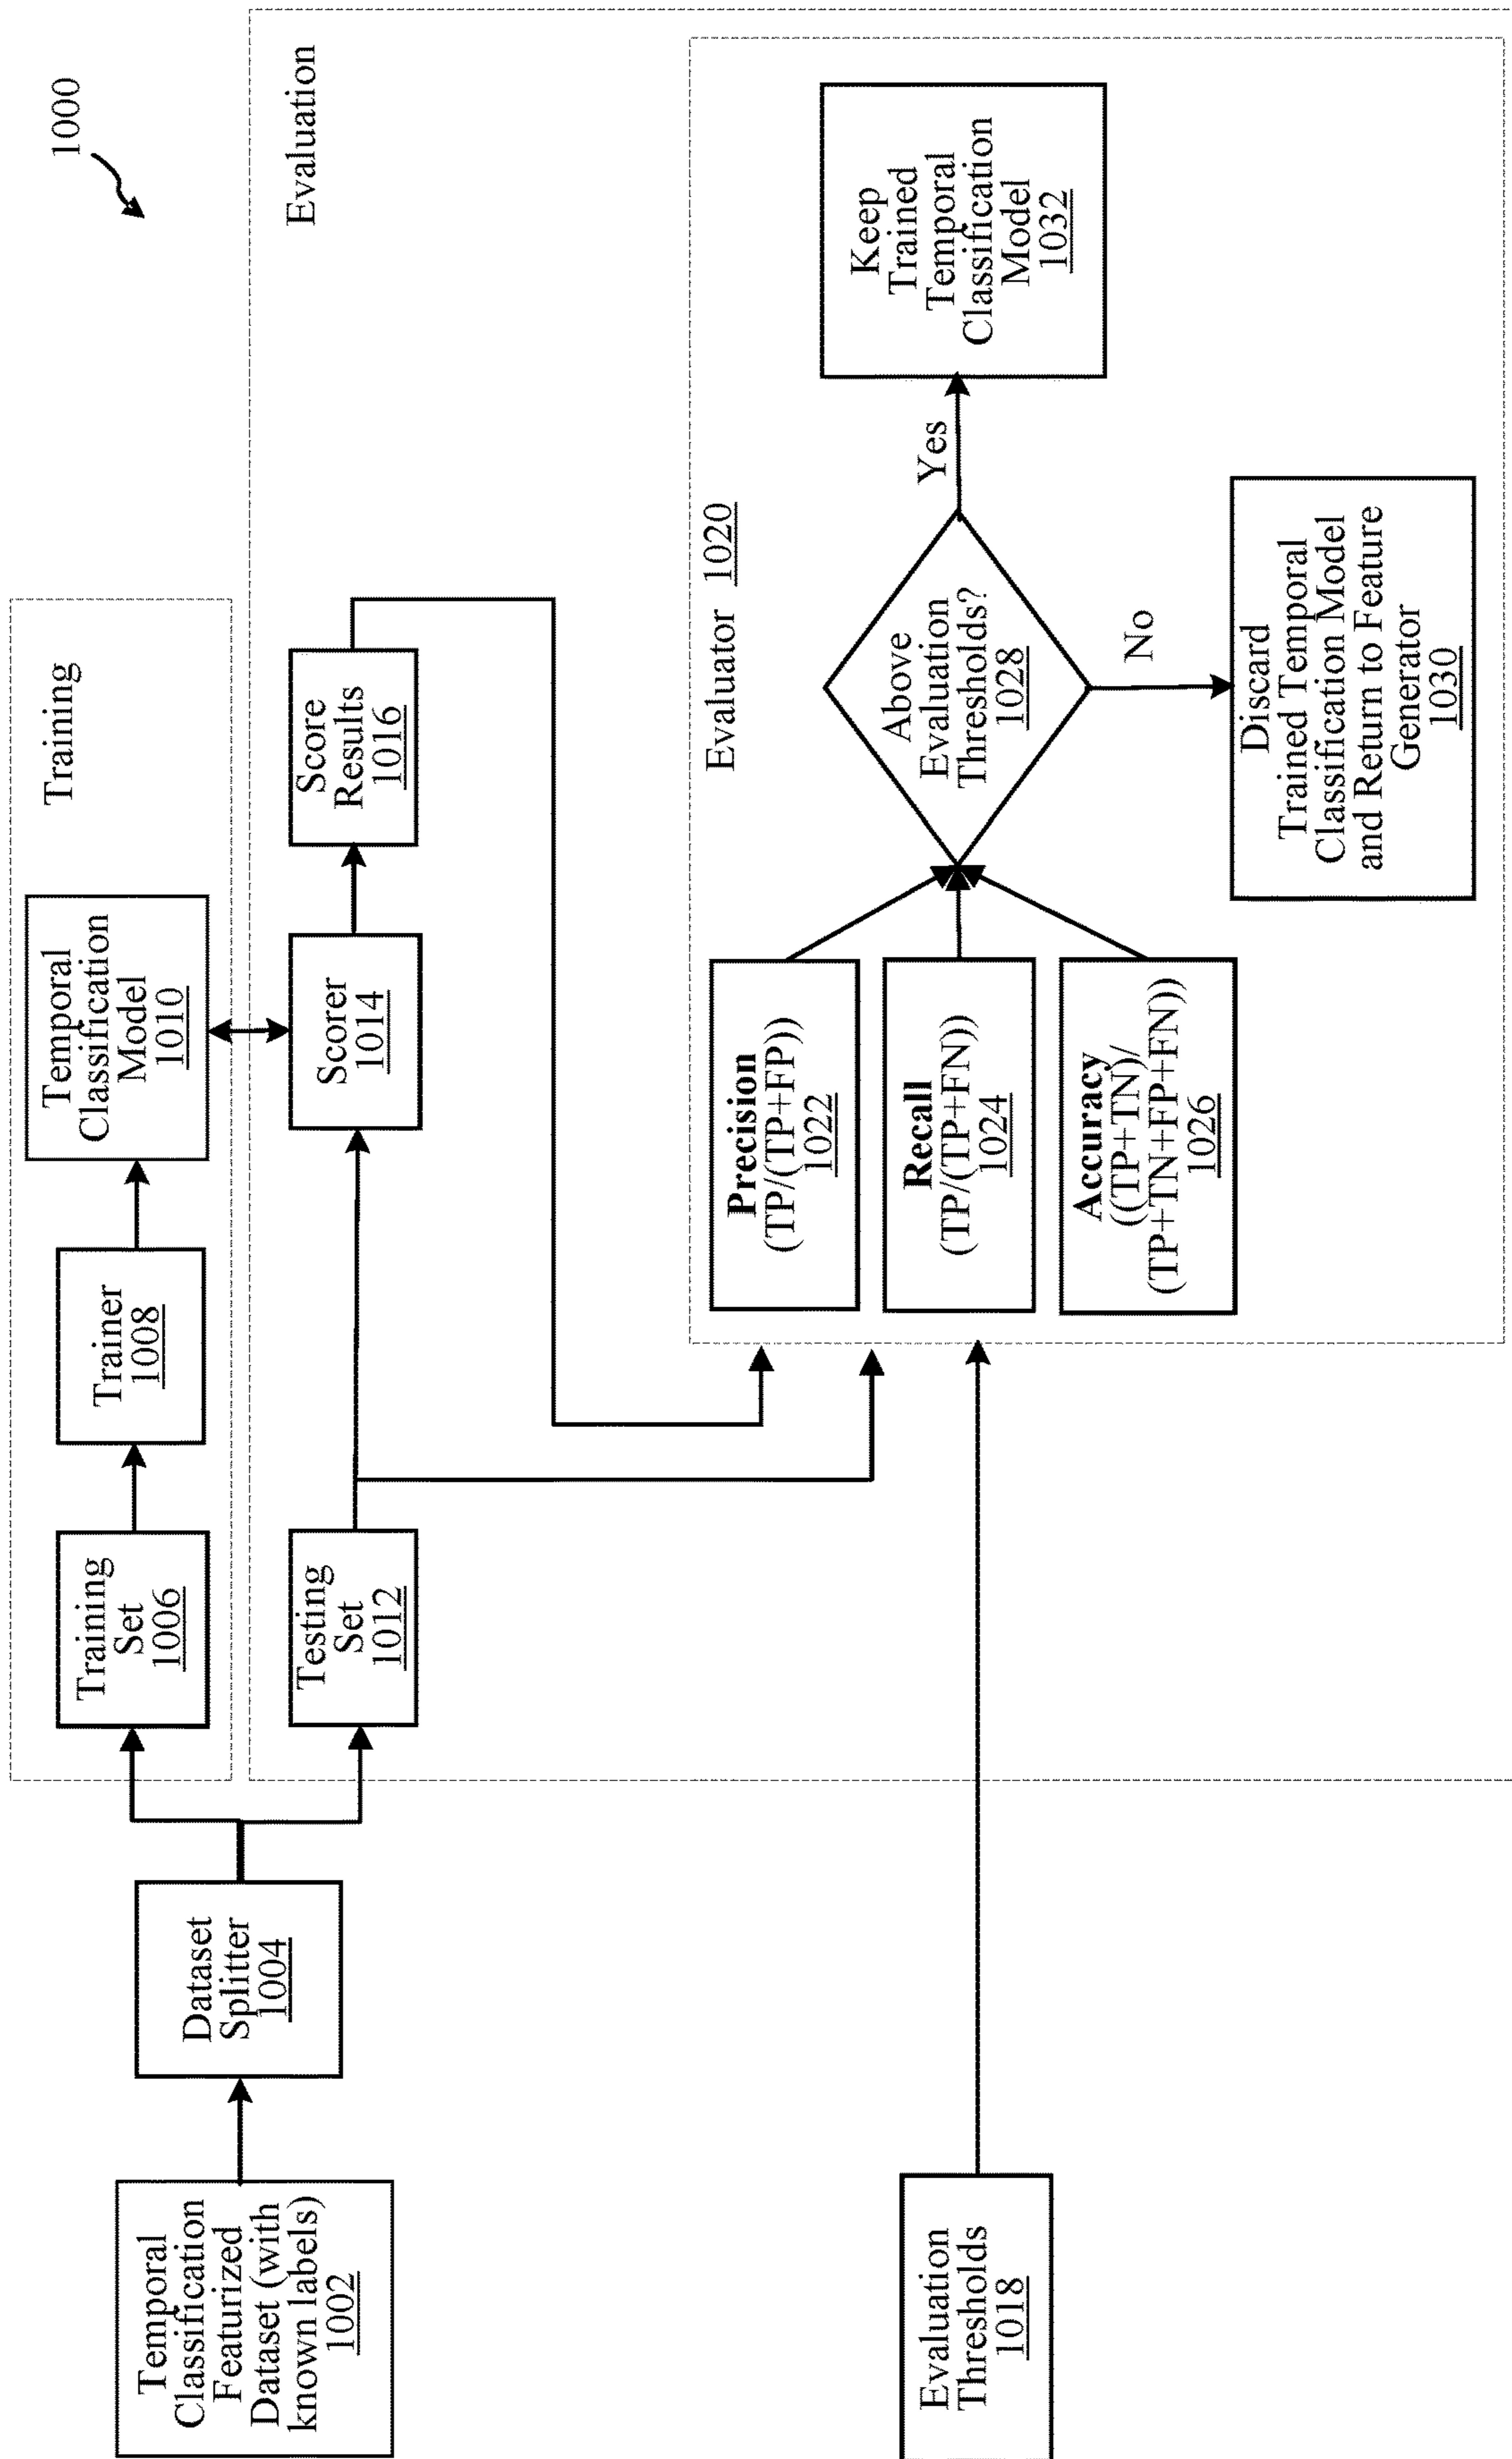 1000
Training
Training
Set
1006
Trainer
1008
Temporal
Classification
Model
1010
Temporal
Classification
Featurized
Dataset (with
known labels)
1002
Dataset
Splitter
1004
Evaluation
Testing
Set
1012
Scorer
1014
Score
Results
1016
Evaluation
Thresholds
1018
Evaluator 1020
Precision
(TP/(TP+FP))
1022
Recall
(TP/(TP+FN))
1024
Accuracy
((TP+TN)/
(TP+TN+FP+FN))
1026
Above
Evaluation
Thresholds?
1028
Yes
Keep
Trained
Temporal
Classification
Model
1032
No
Discard
Trained Temporal
Classification Model
and Return to Feature
Generator
1030